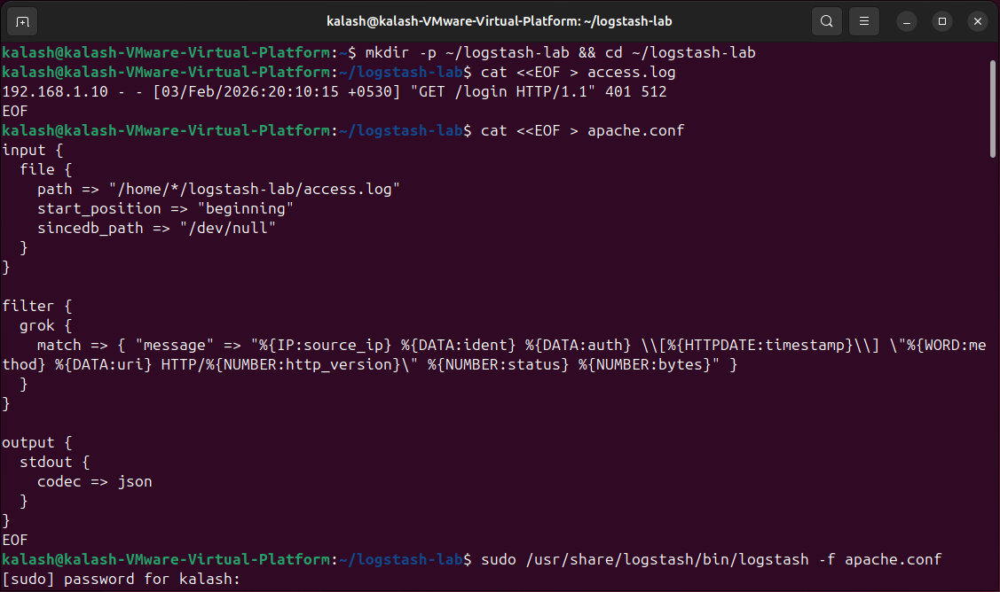 kalash@kalash-VMware-Virtual-Platform: ~/logstash-lab
kalash@kalash-VMware-Virtual-Platform:~$ mkdir -p ~/logstash-lab && cd ~/logstash-lab
kalash@kalash-VMware-Virtual-Platform:~/logstash-lab$ cat <<EOF > access.log
192.168.1.10 - - [03/Feb/2026:20:10:15 +0530] "GET /login HTTP/1.1" 401 512
EOF
kalash@kalash-VMware-Virtual-Platform:~/logstash-lab$ cat <<EOF > apache.conf
input {
  file {
    path => "/home/*/logstash-lab/access.log"
    start_position => "beginning"
    sincedb_path => "/dev/null"
  }
}

filter {
  grok {
    match => { "message" => "%{IP:source_ip} %{DATA:ident} %{DATA:auth} \\[%{HTTPDATE:timestamp}\\] \"%{WORD:me
thod} %{DATA:uri} HTTP/%{NUMBER:http_version}\" %{NUMBER:status} %{NUMBER:bytes}" }
  }
}

output {
  stdout {
    codec => json
  }
}
EOF
kalash@kalash-VMware-Virtual-Platform:~/logstash-lab$ sudo /usr/share/logstash/bin/logstash -f apache.conf
[sudo] password for kalash: